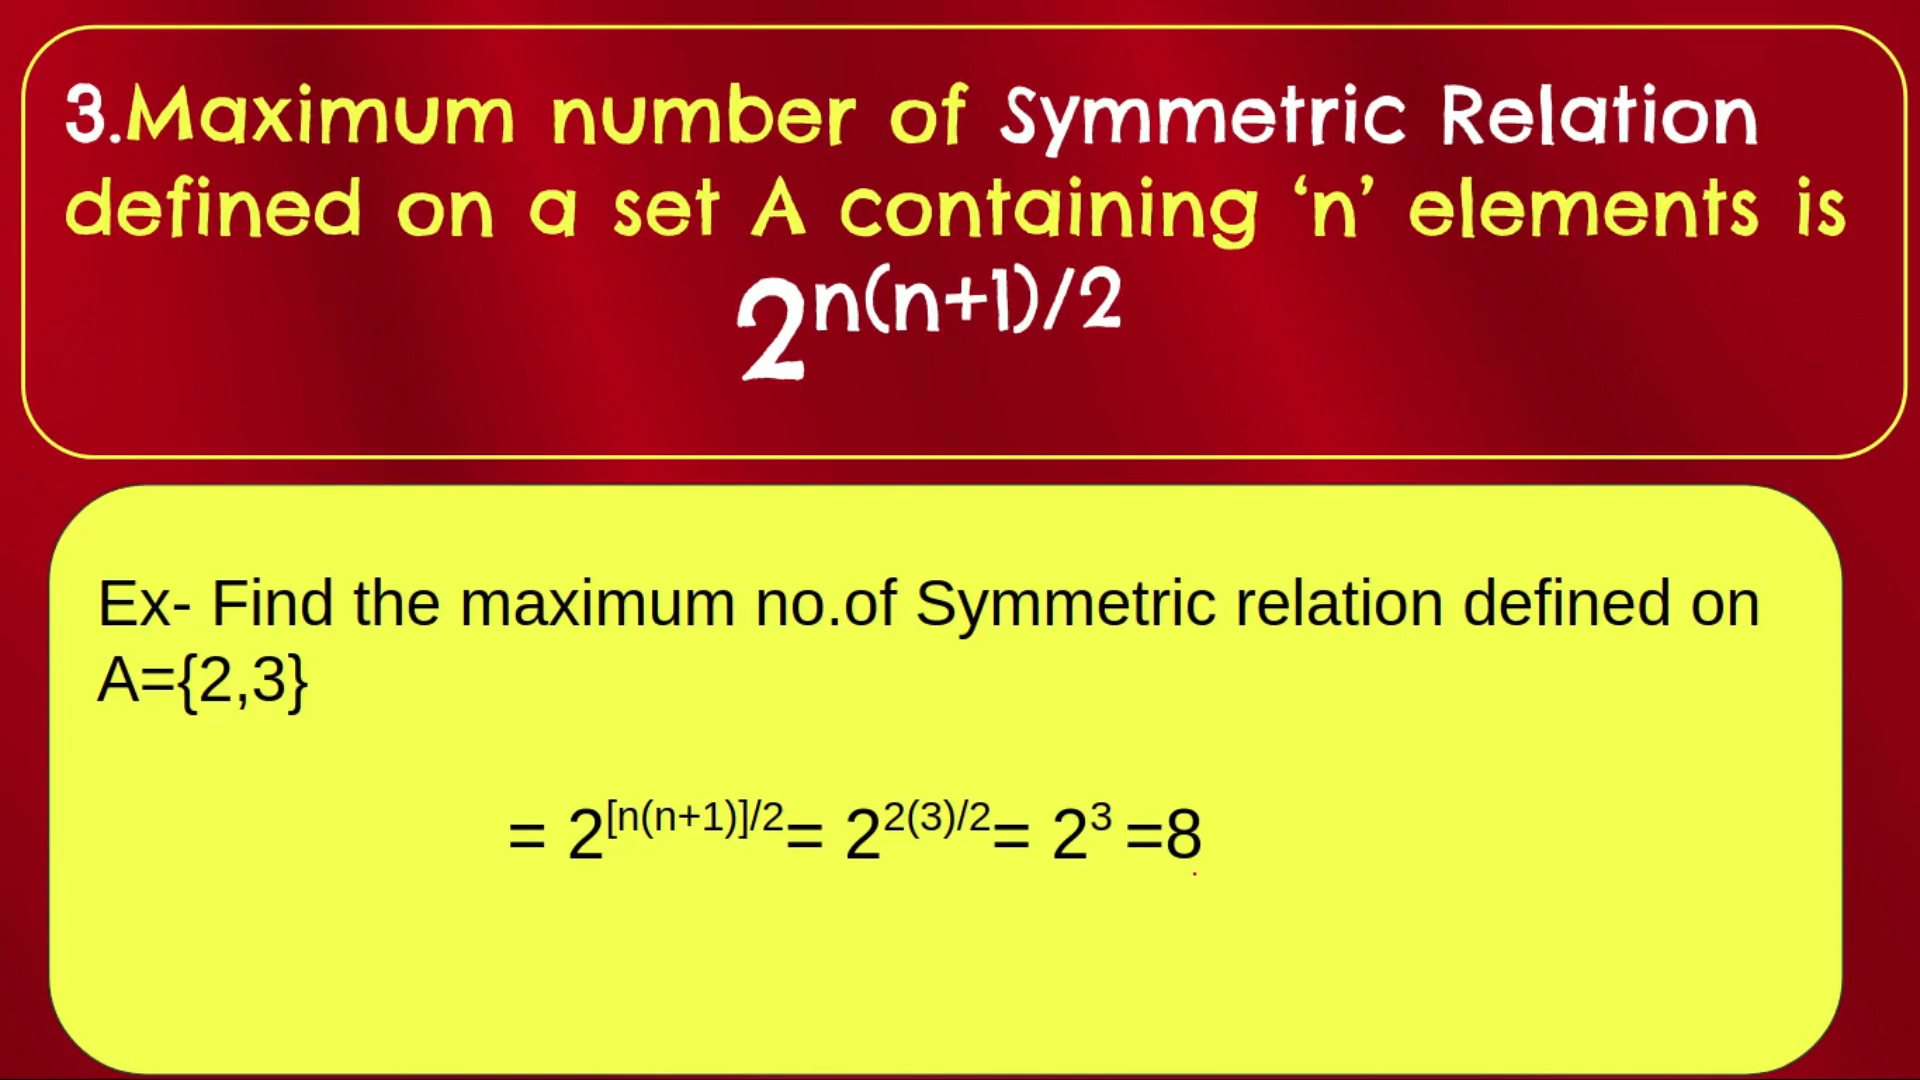 3.Maximum number of Symmetric Relation
defined on a set A containing ‘n’ elements is
2^{n(n+1)/2}
Ex- Find the maximum no.of Symmetric relation defined on
A={2,3}
= 2^{[n(n+1)]/2}= 2^{2(3)/2}= 2^{3} =8